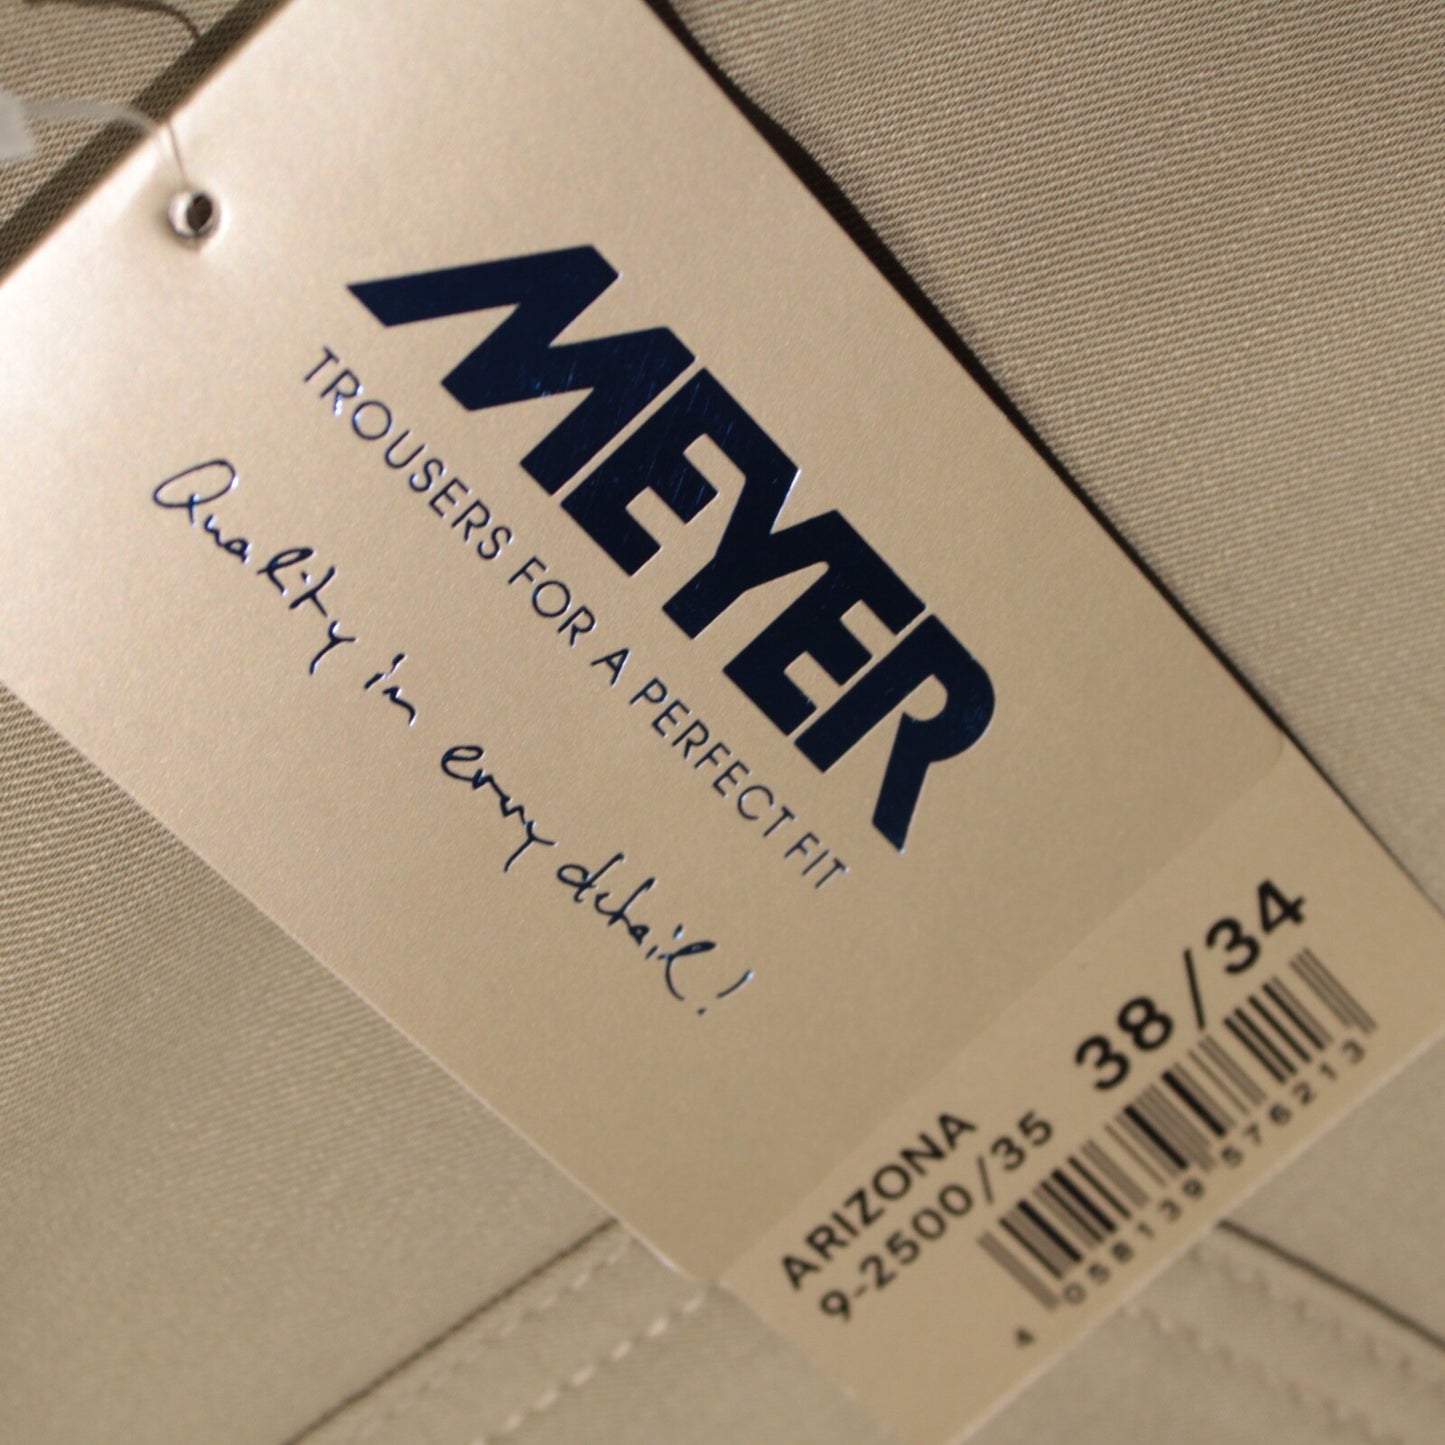 MEYER
TROUSERS FOR A PERFECT FIT
Quality in every detail!
38/34
ARIZONA
9-2500/35
4 058139 576213